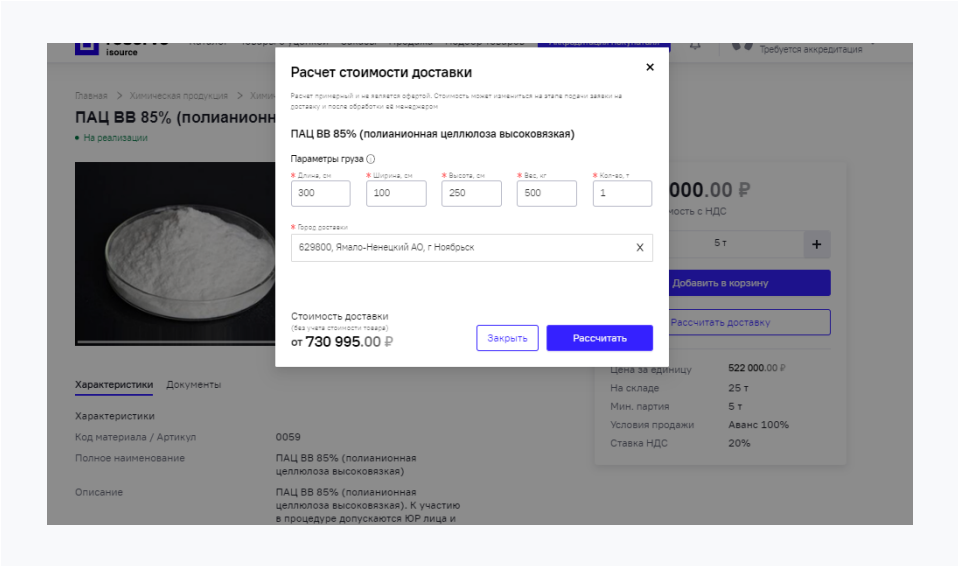 isource
Требуется аккредитация
Главная > Химическая продукция >
ПАЦ ВВ 85% (полианионн
• На реализации
Расчет стоимости доставки
Расчет примерный и не является офертой. Стоимость может измениться на этапе подачи заявки на
доставку и после обработки её менеджером
ПАЦ ВВ 85% (полианионная целлюлоза высоковязкая)
Параметры груза
* Длина, см * Ширина, см * Высота, см * Вес, кг * Кол-во, т
300 100 250 500 1
* Город доставки
629800, Ямало-Ненецкий АО, г Ноябрьск X
Стоимость доставки
(без учета стоимости товара)
от 730 995.00 ₽
Закрыть Рассчитать
000.00 ₽
мость с НДС
5 т +
Добавить в корзину
Рассчитать доставку
Цена за единицу 522 000.00 ₽
На складе 25 т
Мин. партия 5 т
Условия продажи Аванс 100%
Ставка НДС 20%
Характеристики Документы
Характеристики
Код материала / Артикул 0059
Полное наименование ПАЦ ВВ 85% (полианионная
целлюлоза высоковязкая)
Описание ПАЦ ВВ 85% (полианионная
целлюлоза высоковязкая). К участию
в процедуре допускаются ЮР лица и